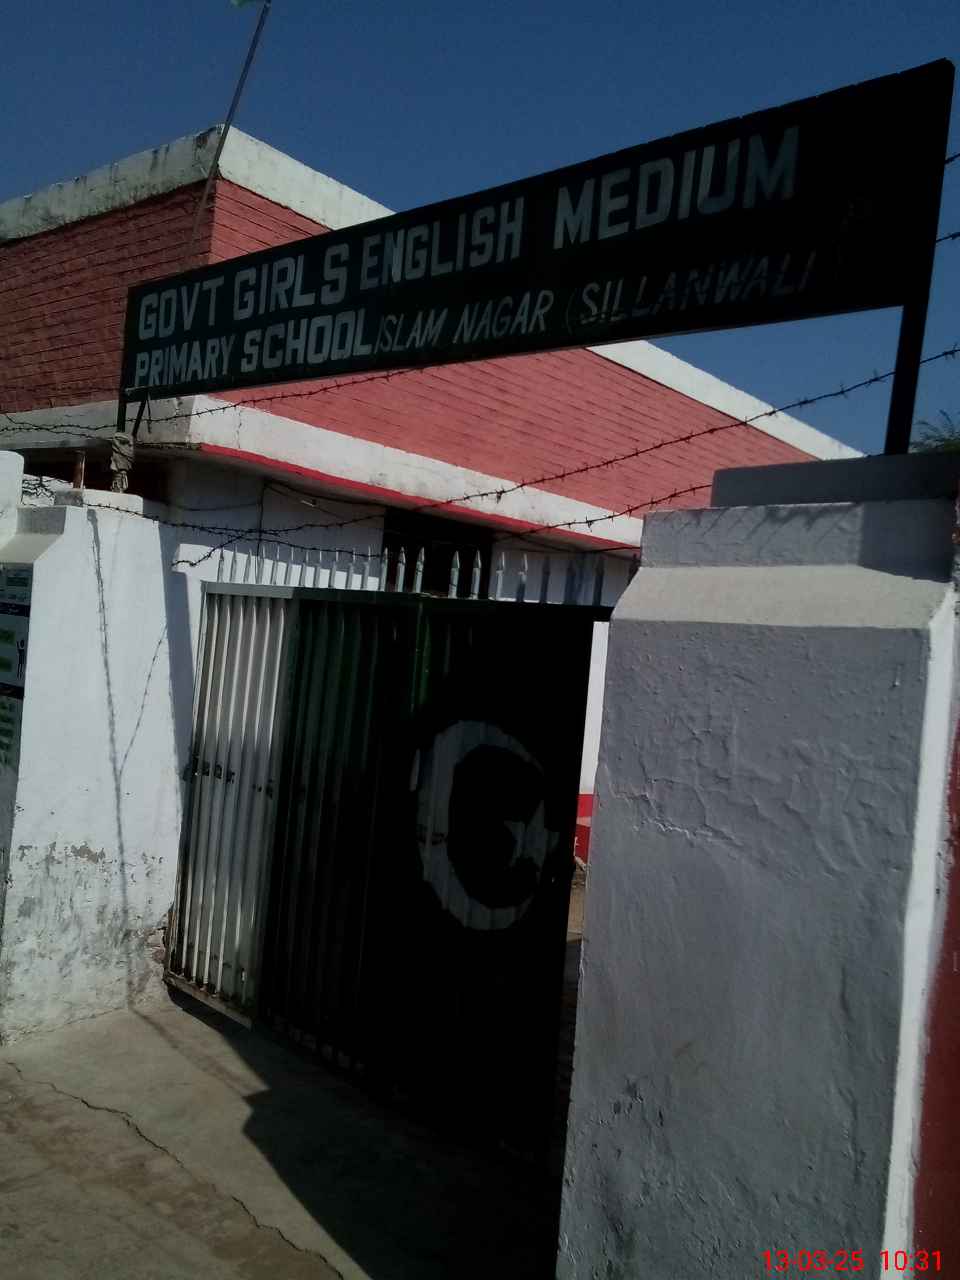 GOVT GIRLS ENGLISH MEDIUM
PRIMARY SCHOOL ISLAM NAGAR (SILLANWALI
13-03-25 10:31